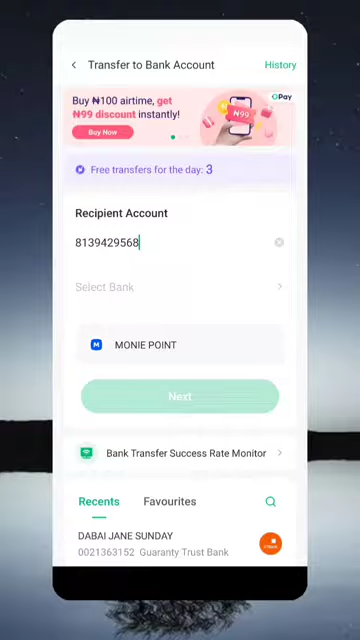 Transfer to Bank Account
History
Buy ₦100 airtime, get
₦99 discount instantly!
Buy Now
₦99
Pay
Free transfers for the day: 3
Recipient Account
8139429568
Select Bank
M
MONIE POINT
Next
Bank Transfer Success Rate Monitor
Recents
Favourites
DABAI JANE SUNDAY
0021363152 Guaranty Trust Bank